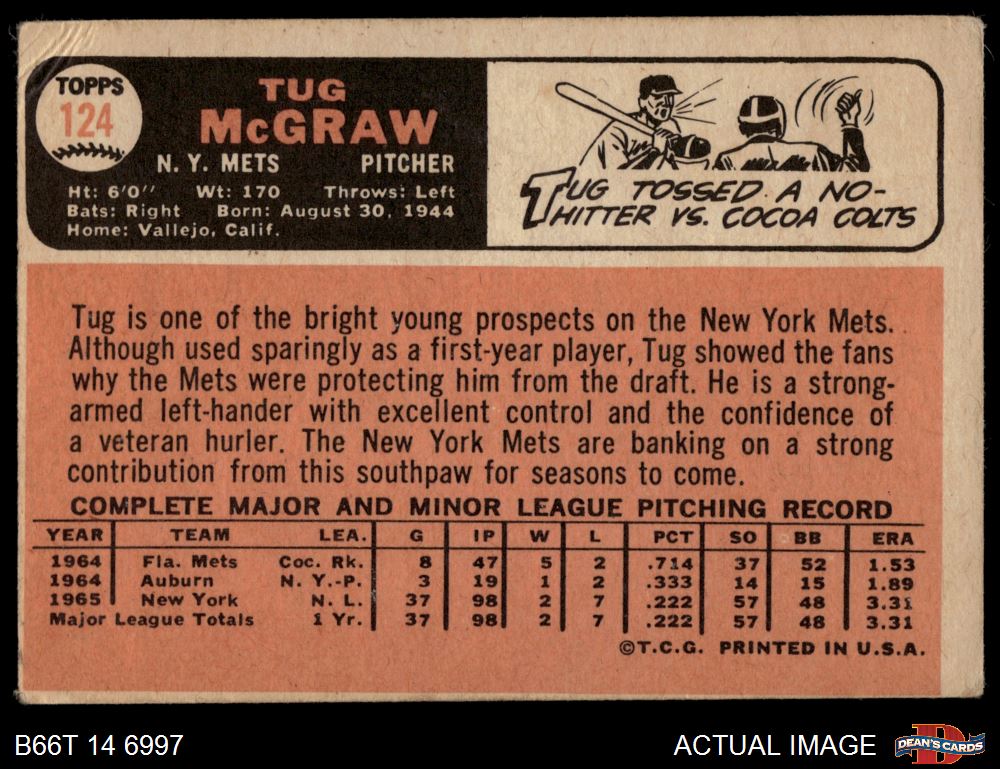 TOPPS
124
TUG
McGRAW
N. Y. METS PITCHER
Ht: 6'0" Wt: 170 Throws: Left
Bats: Right Born: August 30, 1944
Home: Vallejo, Calif.
TUG TOSSED A NO-
HITTER VS. COCOA COLTS
Tug is one of the bright young prospects on the New York Mets.
Although used sparingly as a first-year player, Tug showed the fans
why the Mets were protecting him from the draft. He is a strong-
armed left-hander with excellent control and the confidence of
a veteran hurler. The New York Mets are banking on a strong
contribution from this southpaw for seasons to come.
COMPLETE MAJOR AND MINOR LEAGUE PITCHING RECORD
YEAR TEAM LEA. G IP W L PCT SO BB ERA
1964 Fla. Mets Coc. Rk. 8 47 5 2 .714 37 52 1.53
1964 Auburn N. Y.-P. 3 19 1 2 .333 14 15 1.89
1965 New York N. L. 37 98 2 7 .222 57 48 3.31
Major League Totals 1 Yr. 37 98 2 7 .222 57 48 3.31
©T.C.G. PRINTED IN U.S.A.
B66T 14 6997
ACTUAL IMAGE
D
DEAN'S CARDS